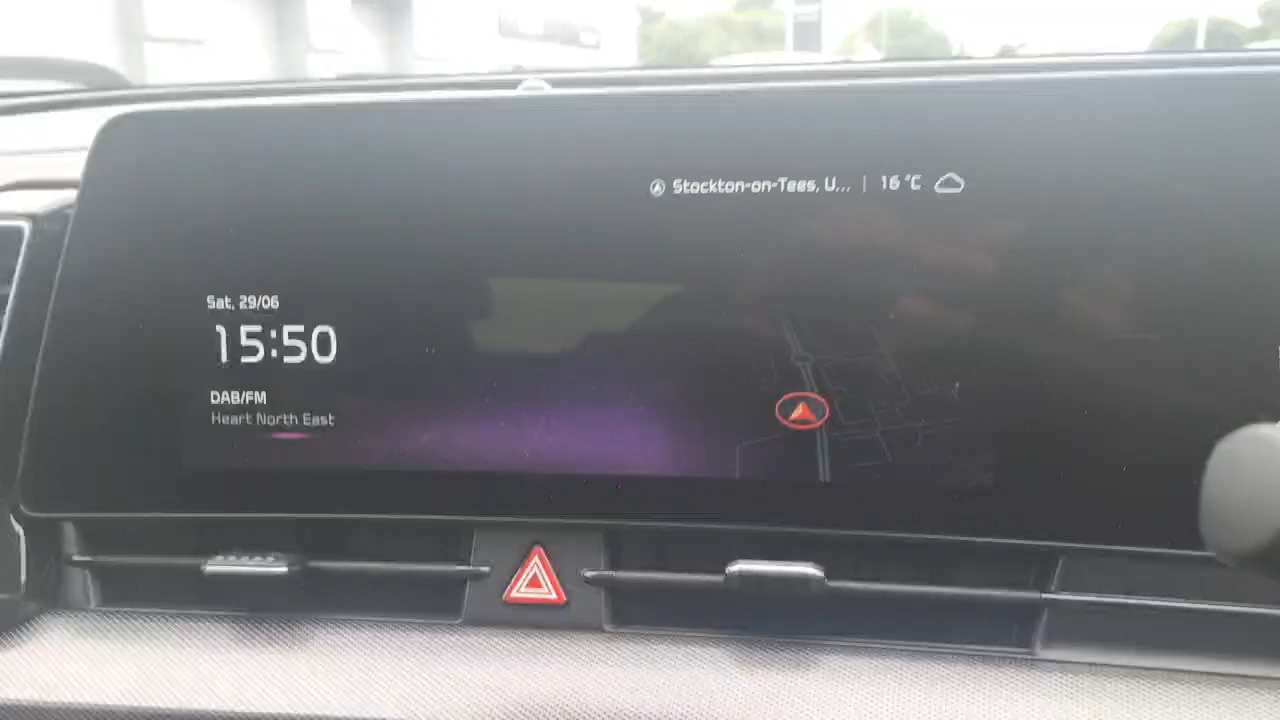 Stockton-on-Tees, U... | 16 °C
Sat, 29/06
15:50
DAB/FM
Heart North East